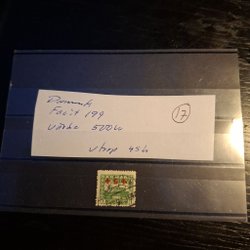 Danmark
Facit 199
värde 500kr
utrop 45kr
17